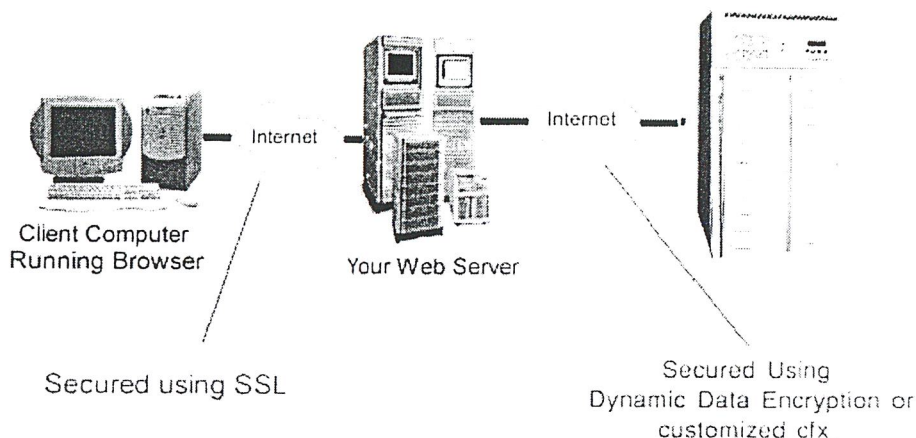 Internet
Internet
Client Computer
Running Browser
Your Web Server
Secured using SSL
Secured Using
Dynamic Data Encryption or
customized cfx